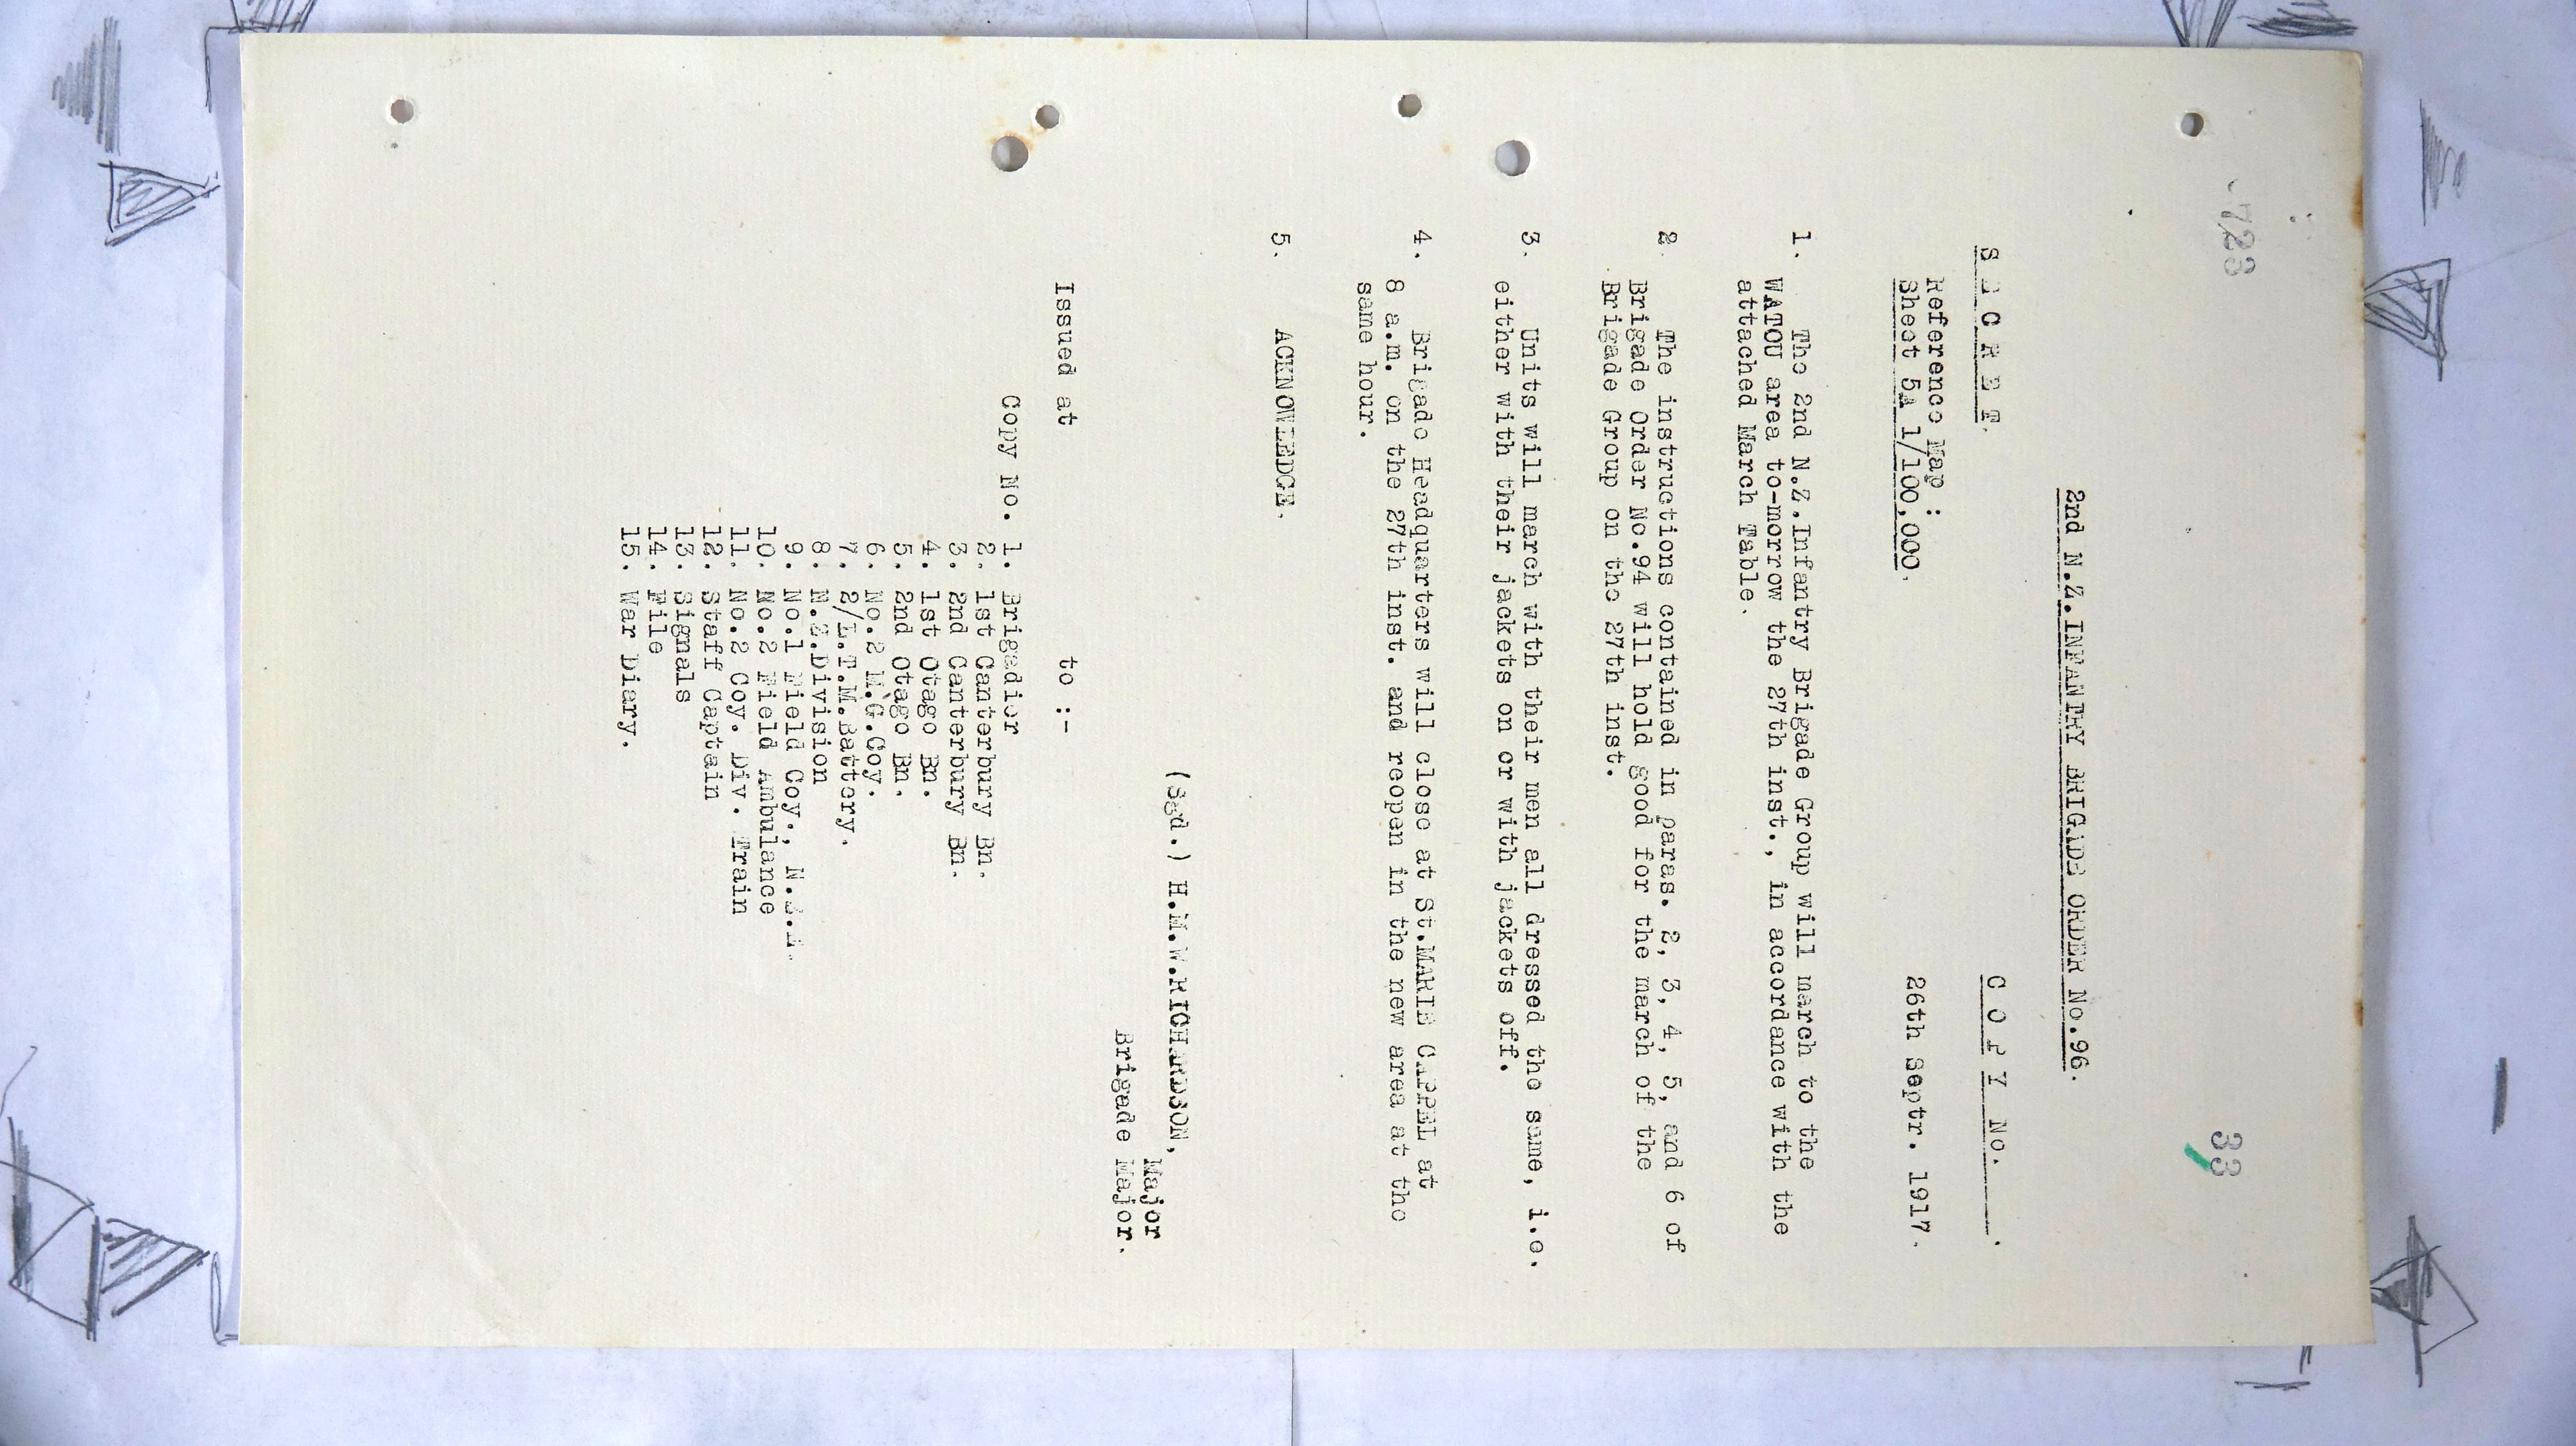 -723
33
2nd N.Z.INFANTRY BRIGADE ORDER No.96.
S E C R E T.
C O P Y No.        .
Reference Map :
Sheet 5A 1/100,000.
26th Septr. 1917.
1. The 2nd N.Z.Infantry Brigade Group will march to the
WATOU area to-morrow the 27th inst., in accordance with the
attached March Table.
2. The instructions contained in paras. 2, 3, 4, 5, and 6 of
Brigade Order No.94 will hold good for the march of the
Brigade Group on the 27th inst.
3. Units will march with their men all dressed the same, i.e.
either with their jackets on or with jackets off.
4. Brigade Headquarters will close at St.MARIE CAPPEL at
8 a.m. on the 27th inst. and reopen in the new area at the
same hour.
5. ACKNOWLEDGE.
(Sgd.) H.M.W.RICHARDSON,
Major
Brigade Major.
Issued at        to :-
Copy No. 1. Brigadier
2. 1st Canterbury Bn.
3. 2nd Canterbury Bn.
4. 1st Otago Bn.
5. 2nd Otago Bn.
6. No.2 M.G.Coy.
7. 2/L.T.M.Battery.
8. N.Z.Division
9. No.1 Field Coy., N.Z.E.
10. No.2 Field Ambulance
11. No.2 Coy. Div. Train
12. Staff Captain
13. Signals
14. File
15. War Diary.